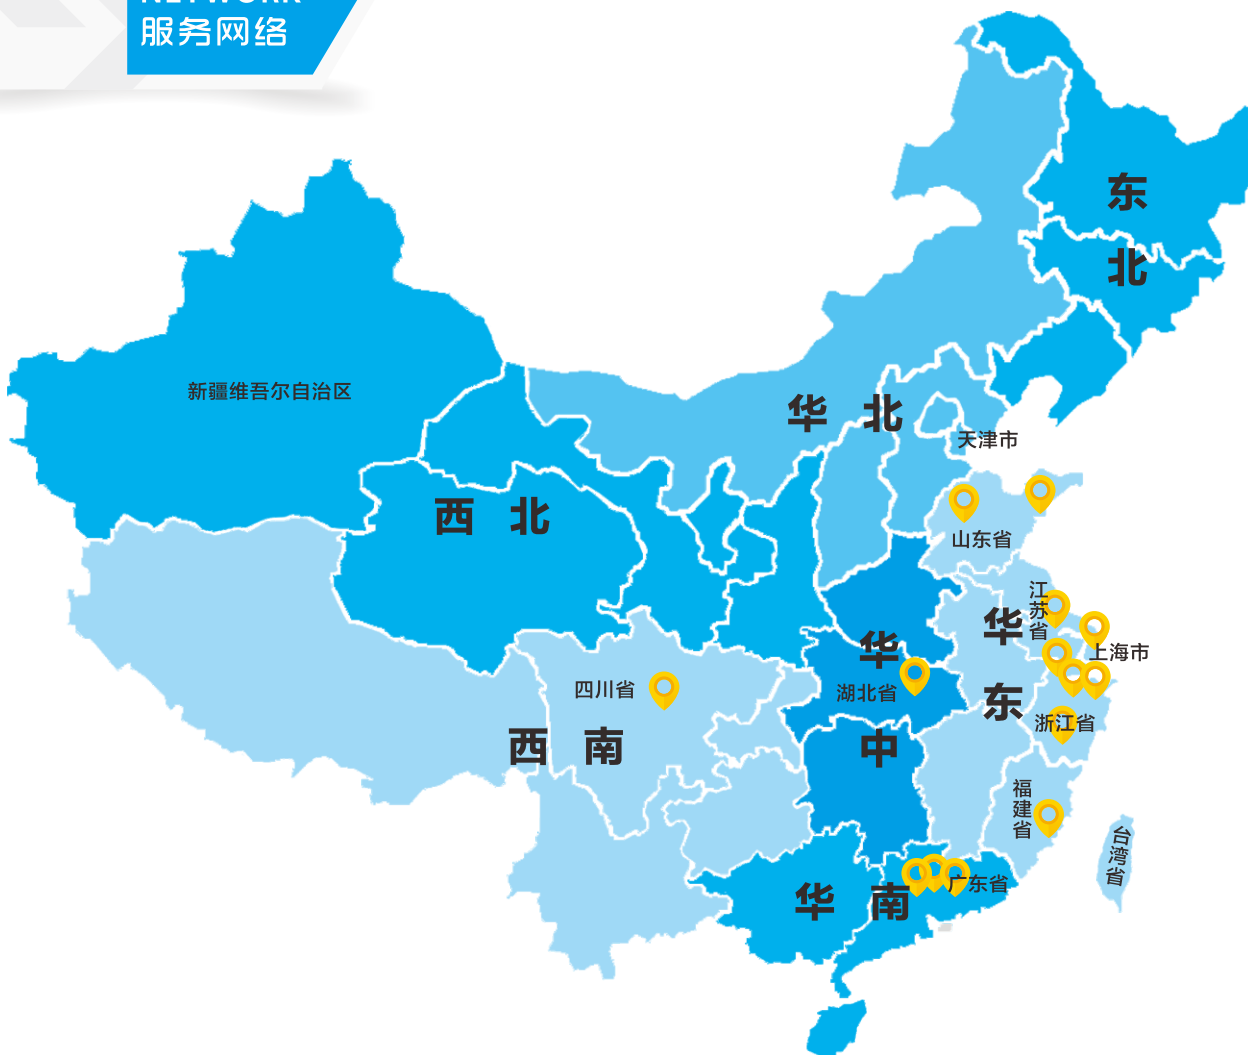 NETWORK
服务网络
东北
新疆维吾尔自治区
华北
天津市
西北
山东省
江苏省
华东
上海市
华中
湖北省
四川省
浙江省
西南
福建省
台湾省
广东省
华南